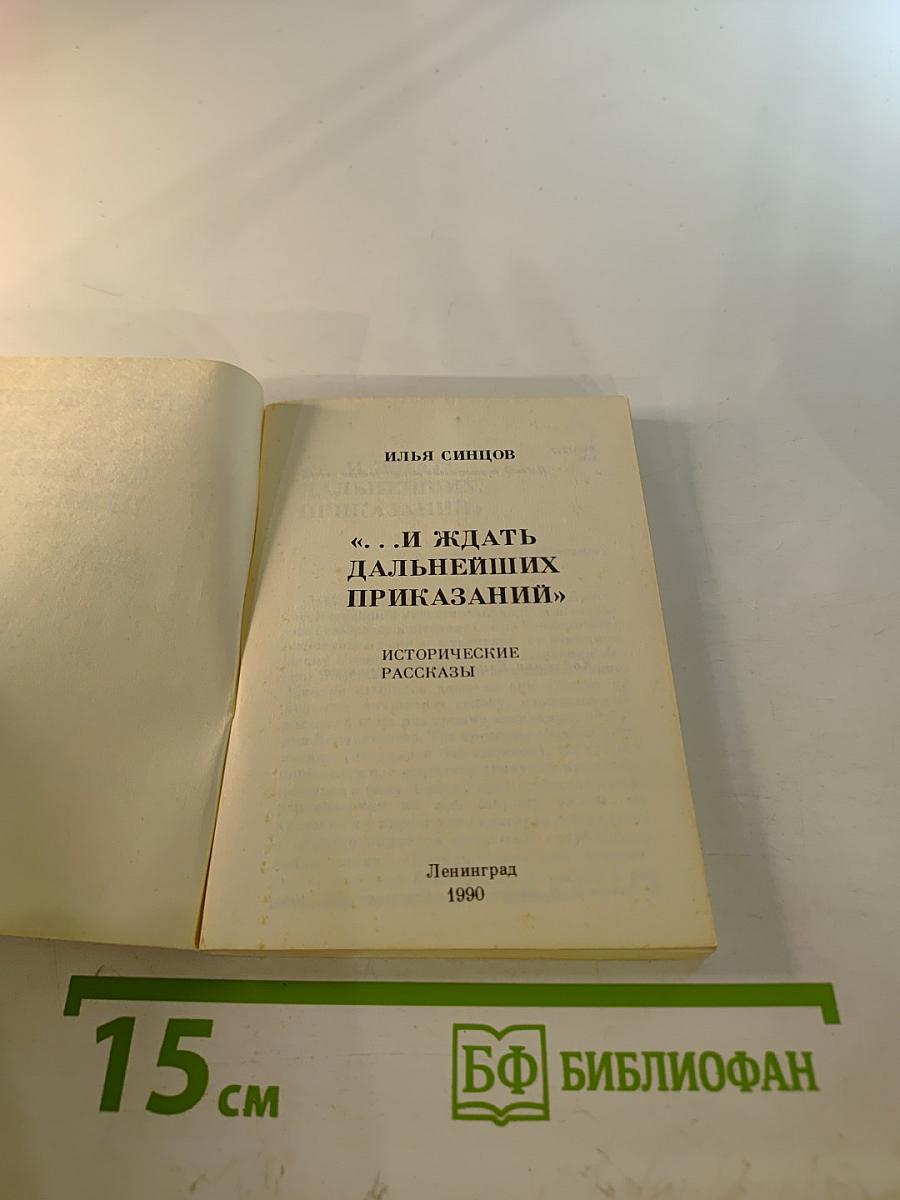 ИЛЬЯ СИНЦОВ
«. . .И ЖДАТЬ
ДАЛЬНЕЙШИХ
ПРИКАЗАНИЙ»
ИСТОРИЧЕСКИЕ
РАССКАЗЫ
Ленинград
1990
15 см
БФ БИБЛИОФАН